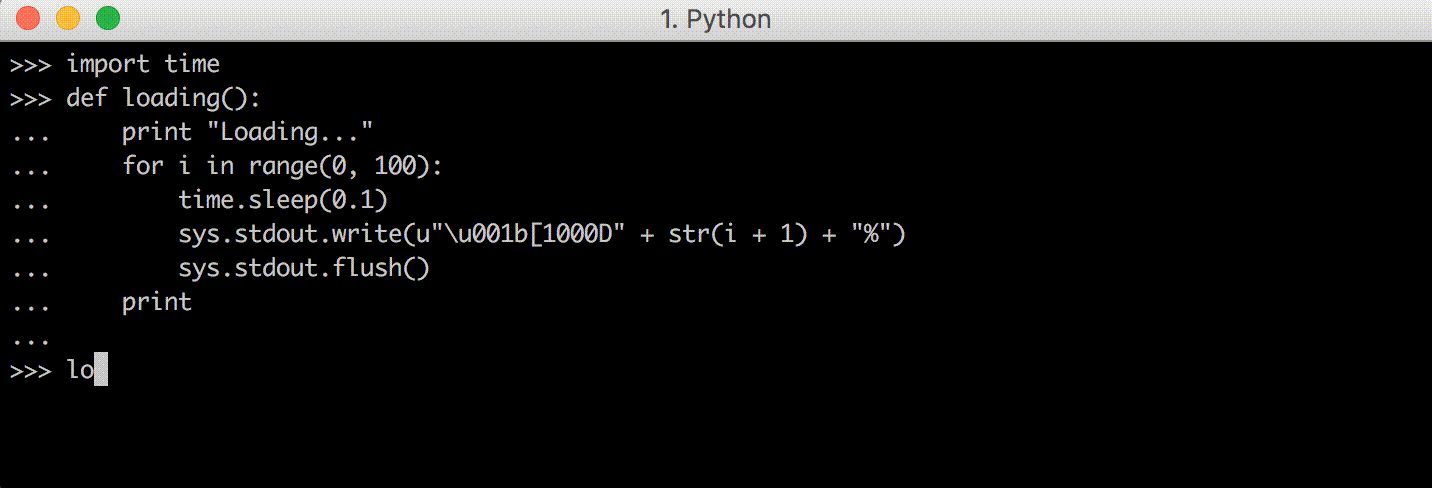 1. Python
>>> import time
>>> def loading():
...     print "Loading..."
...     for i in range(0, 100):
...         time.sleep(0.1)
...         sys.stdout.write(u"\u001b[1000D" + str(i + 1) + "%")
...         sys.stdout.flush()
...     print
...
>>> lo